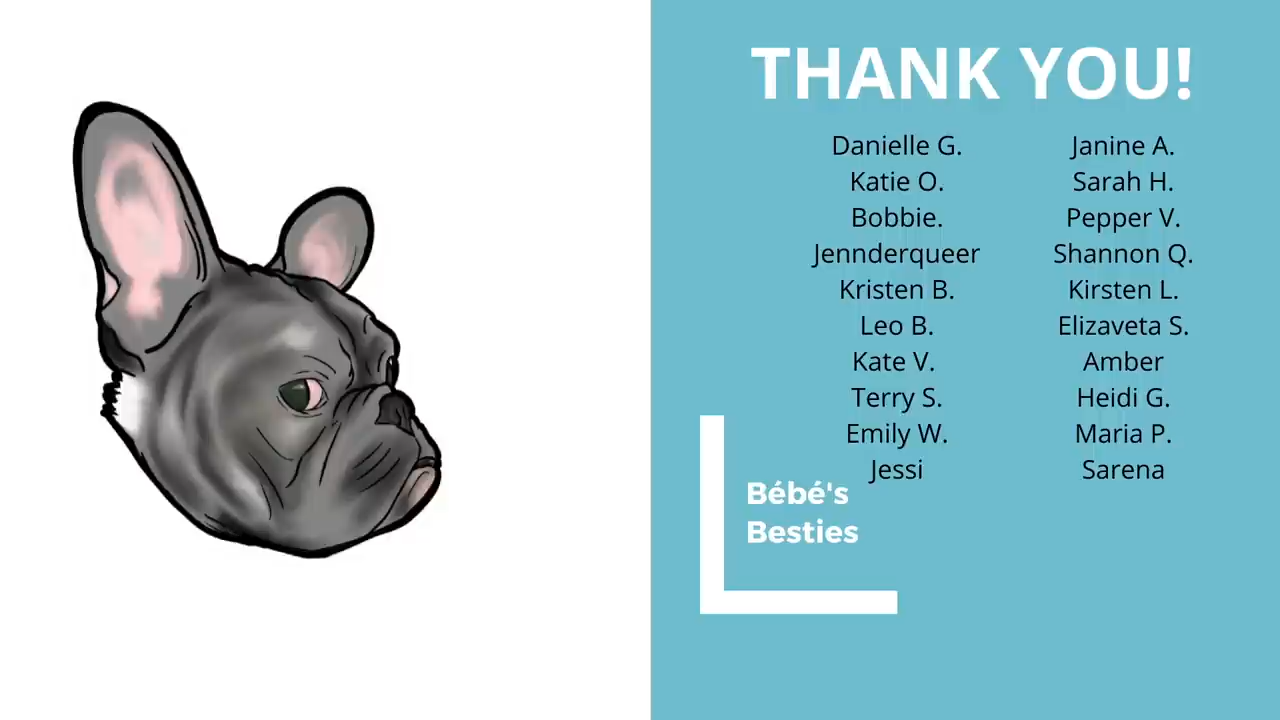 THANK YOU!
Danielle G.
Katie O.
Bobbie.
Jennderqueer
Kristen B.
Leo B.
Kate V.
Terry S.
Emily W.
Jessi
Janine A.
Sarah H.
Pepper V.
Shannon Q.
Kirsten L.
Elizaveta S.
Amber
Heidi G.
Maria P.
Sarena
Bébé's
Besties